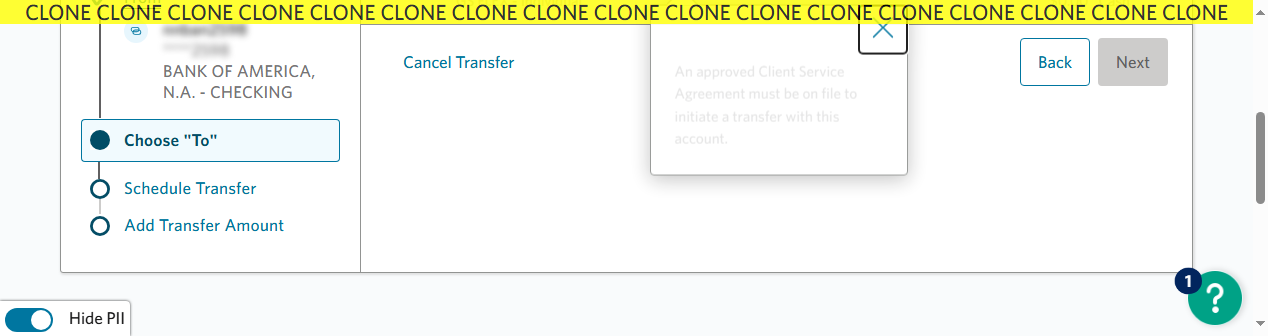 CLONE CLONE CLONE CLONE CLONE CLONE CLONE CLONE CLONE CLONE CLONE CLONE CLONE CLONE CLONE CLONE CLONE
BANK OF AMERICA,
N.A. - CHECKING
Choose "To"
Schedule Transfer
Add Transfer Amount
Cancel Transfer
An approved Client Service
Agreement must be on file to
initiate a transfer with this
account.
Back
Next
1
?
Hide PII